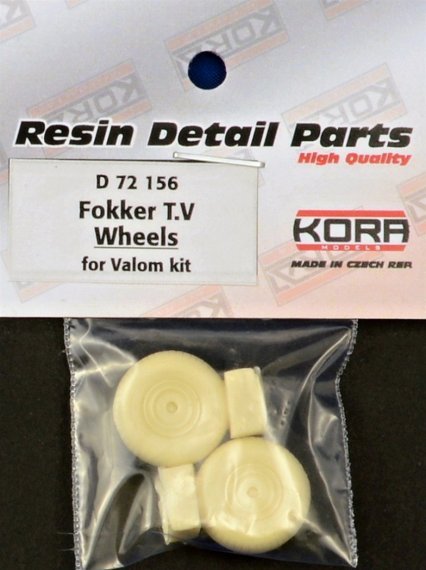 Resin Detail Parts
High Quality
D 72 156
Fokker T.V
Wheels
for Valom kit
KORA
MODELS
MADE IN CZECH REP.